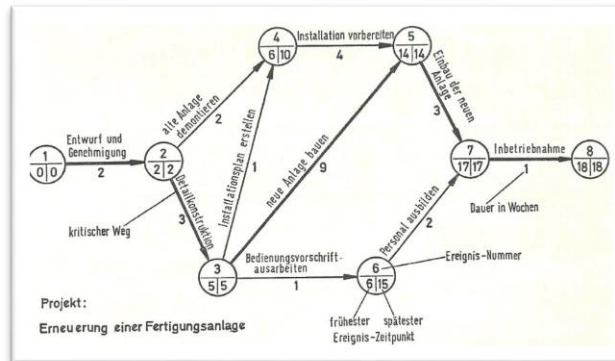 4
6 10
Installation vorbereiten
4
5
14 14
alte Anlage
demontieren
2
Einbau der neuen
Anlage
3
1
0 0
Entwurf und
Genehmigung
2
2
2 2
Installationsplan erstellen
1
neue Anlage bauen
9
7
17 17
Inbetriebnahme
1
8
18 18
Detailkonstruktion
3
kritischer Weg
Dauer in Wochen
Personal ausbilden
2
3
5 5
Bedienungsvorschrift-
ausarbeiten
1
6
6 15
Ereignis-Nummer
frühester spätester
Ereignis-Zeitpunkt
Projekt:
Erneuerung einer Fertigungsanlage